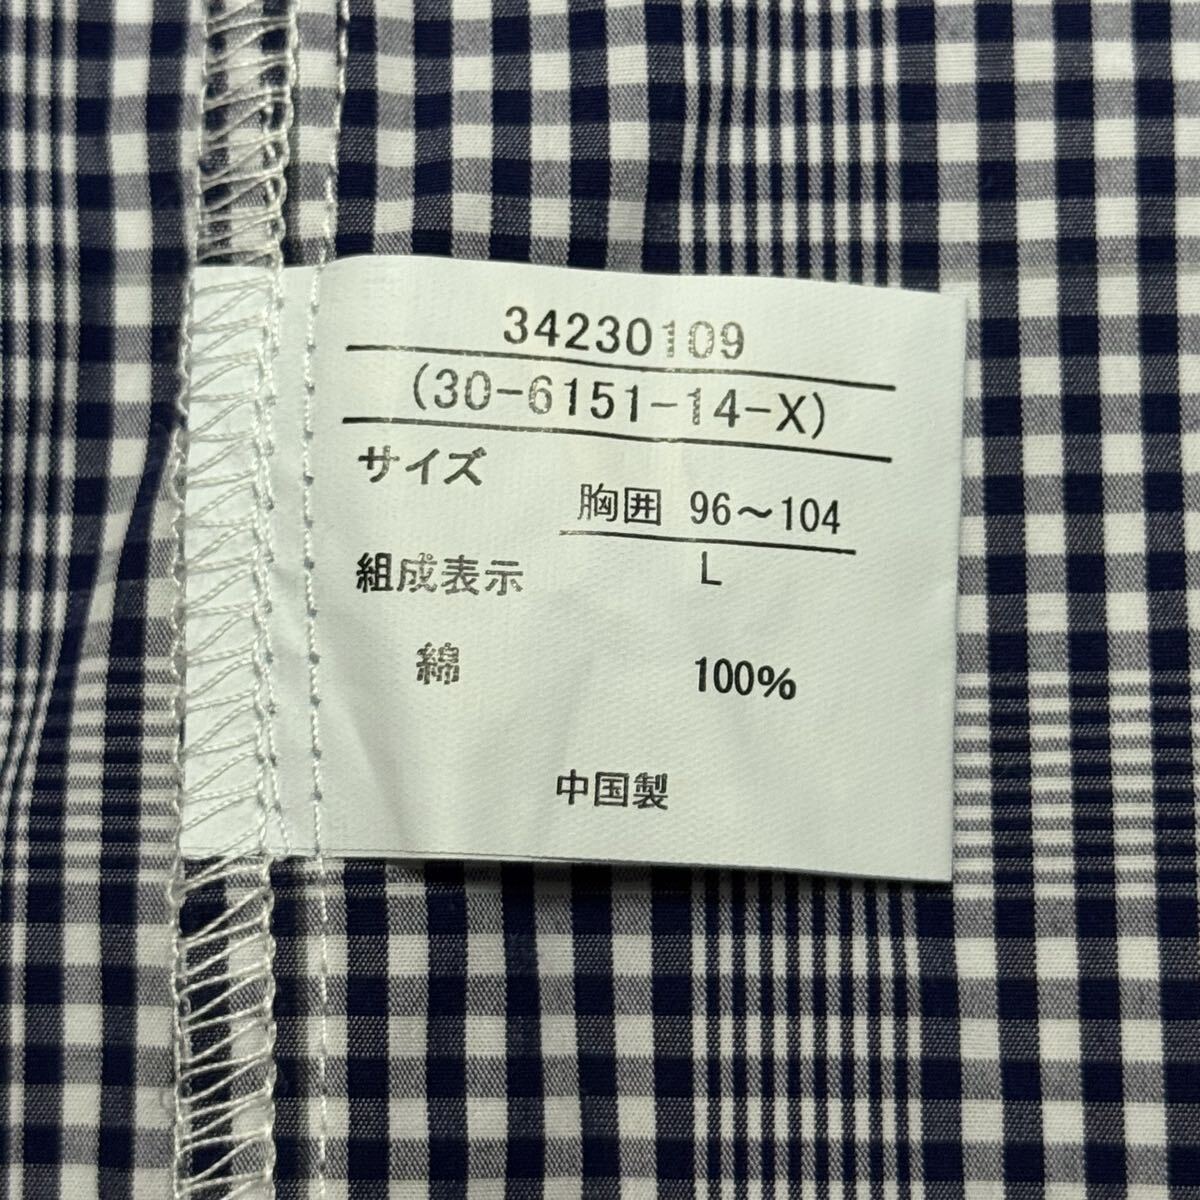 34230109
(30-6151-14-X)
サイズ
胸囲 96～104
L
組成表示
綿 100%
中国製